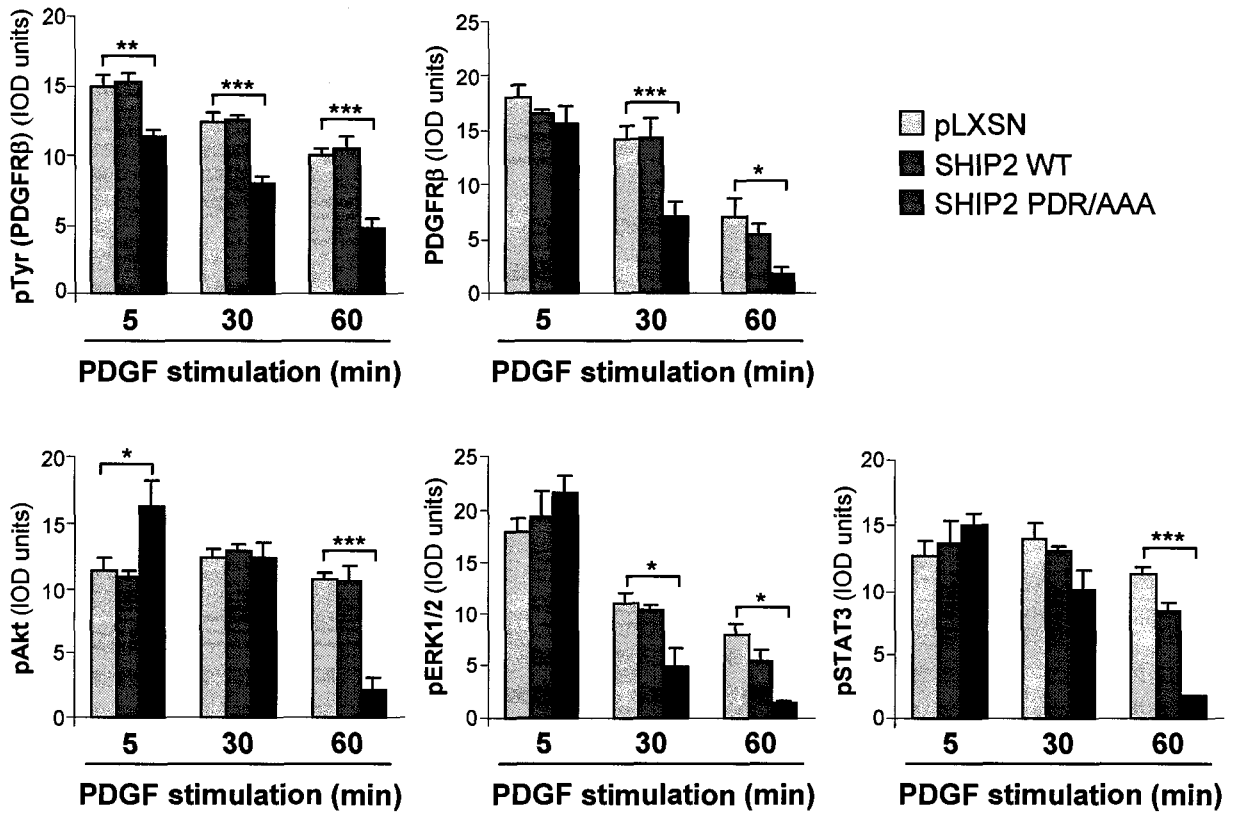 pTyr (PDGFRβ) (IOD units)
20
15
10
5
0
**
***
***
5 30 60
PDGF stimulation (min)
PDGFRβ (IOD units)
25
20
15
10
5
0
***
*
5 30 60
PDGF stimulation (min)
pLXSN
SHIP2 WT
SHIP2 PDR/AAA
pAkt (IOD units)
20
15
10
5
0
*
***
5 30 60
PDGF stimulation (min)
pERK1/2 (IOD units)
25
20
15
10
5
0
*
*
5 30 60
PDGF stimulation (min)
pSTAT3 (IOD units)
20
15
10
5
0
***
5 30 60
PDGF stimulation (min)